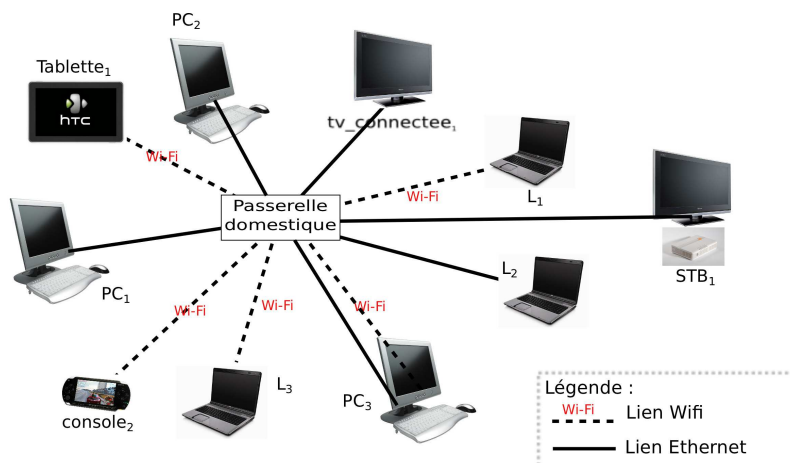 PC₂
Tablette₁
hTC
tv_connectee₁
Wi-Fi
Wi-Fi
L₁
Passerelle
domestique
L₂
STB₁
PC₁
Wi-Fi
Wi-Fi
Wi-Fi
console₂
L₃
PC₃
Légende :
Wi-Fi
Lien Wifi
Lien Ethernet